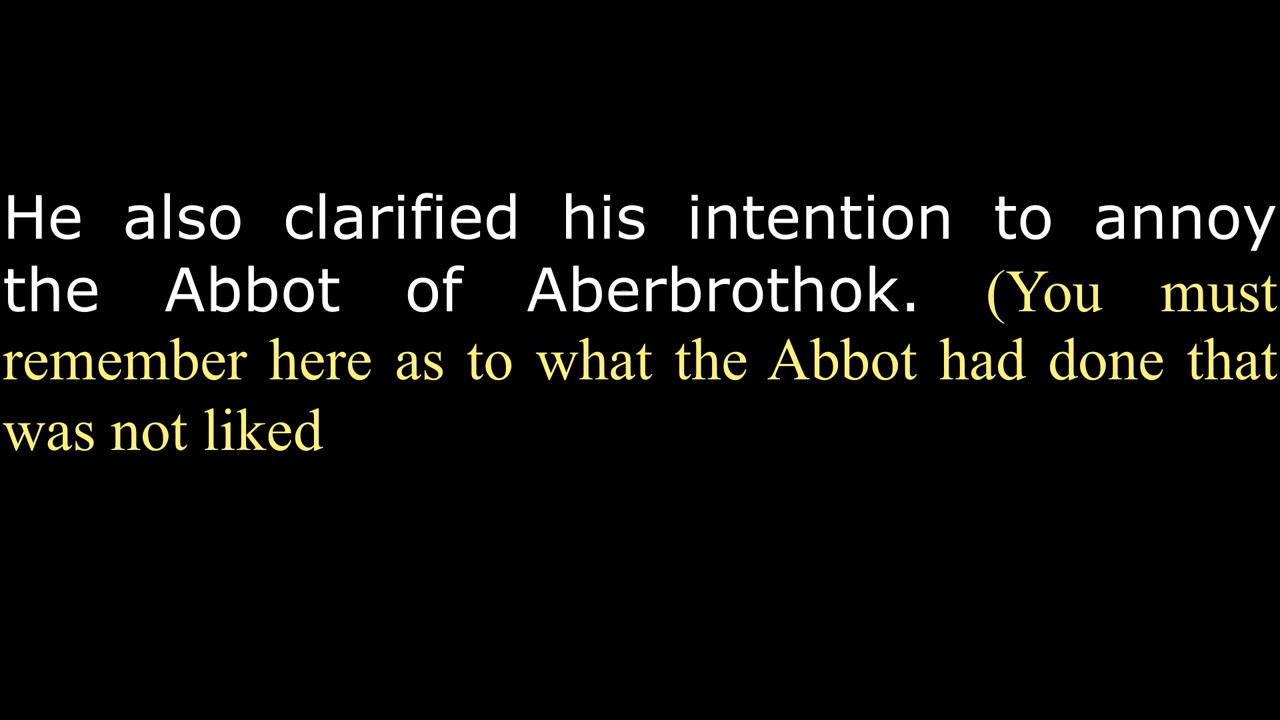 He also clarified his intention to annoy
the Abbot of Aberbrothok. (You must
remember here as to what the Abbot had done that
was not liked